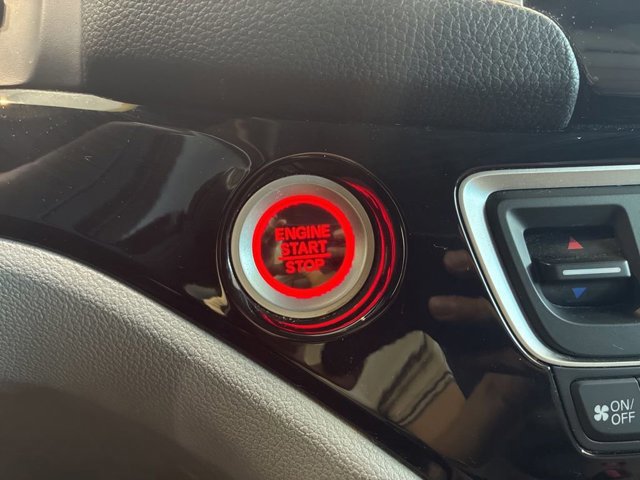 ENGINE
START
STOP
ON/
OFF